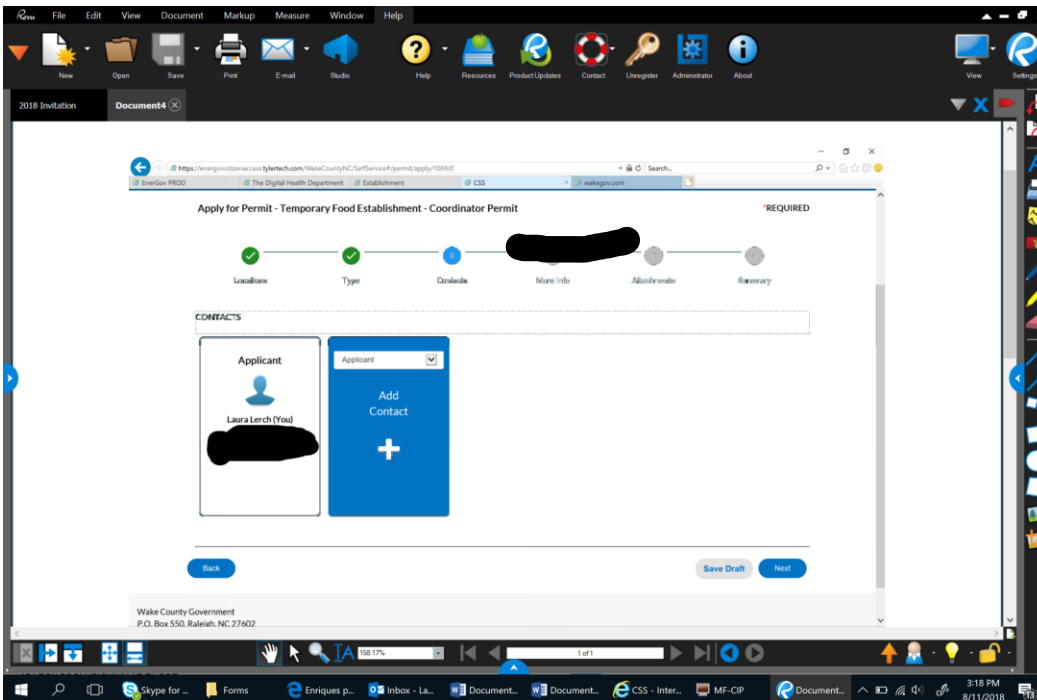 Revu File Edit View Document Markup Measure Window Help
New Open Save Print E-mail Studio Help Resources Product Updates Contact Unregister Administrator About View Settings
2018 Invitation Document4
https://energovcitizenaccess.tylertech.com/WakeCountyNC/SelfService#/permit/apply/1069/0 Search...
EnerGov PROD The Digital Health Department Establishment CSS wakegov.com
Apply for Permit - Temporary Food Establishment - Coordinator Permit *REQUIRED
3
Locations Type Contacts More Info Attachments Summary
CONTACTS
Applicant
Laura Lerch (You)
Applicant
Add
Contact
Back Save Draft Next
Wake County Government
P.O. Box 550, Raleigh, NC 27602
158.17% 1 of 1
Skype for ... Forms Enriques p... Inbox - La... Document... Document... CSS - Inter... MF-CIP Document... 3:18 PM
8/11/2018